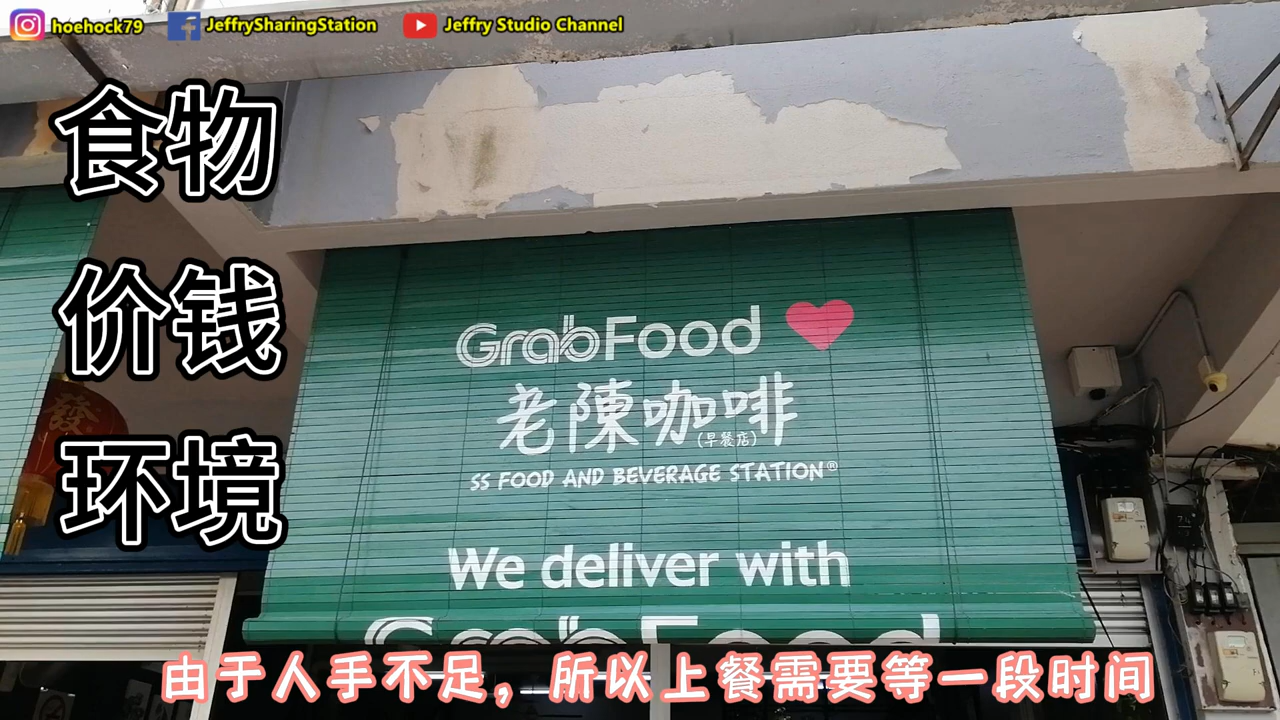 hoehock79 JeffrySharingStation Jeffry Studio Channel
食物
价钱
环境
發
GrabFood
老陳咖啡
(早餐店)
SS FOOD AND BEVERAGE STATION®
We deliver with
GrabFood
由于人手不足，所以上餐需要等一段时间